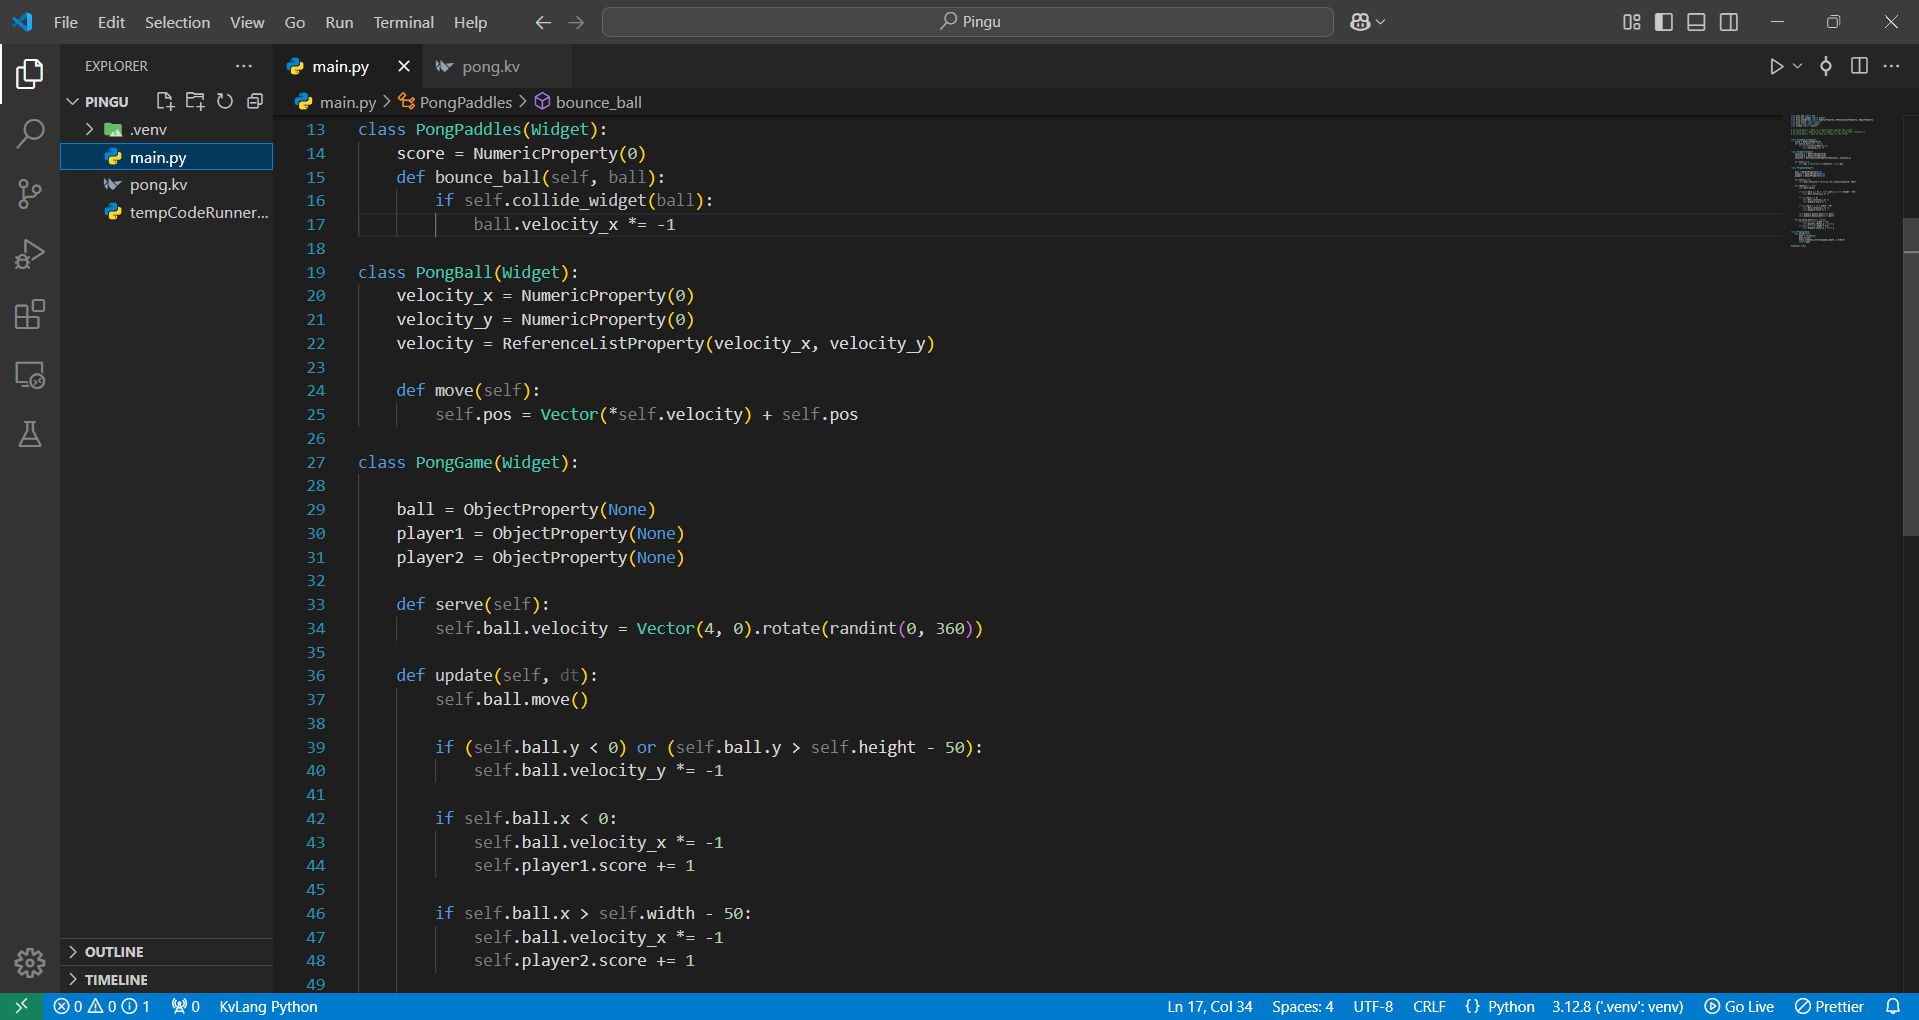 File Edit Selection View Go Run Terminal Help
Pingu
EXPLORER
PINGU
.venv
main.py
pong.kv
tempCodeRunner...
OUTLINE
TIMELINE
main.py
pong.kv
main.py > PongPaddles > bounce_ball
13 class PongPaddles(Widget):
14     score = NumericProperty(0)
15     def bounce_ball(self, ball):
16         if self.collide_widget(ball):
17             ball.velocity_x *= -1
18
19 class PongBall(Widget):
20     velocity_x = NumericProperty(0)
21     velocity_y = NumericProperty(0)
22     velocity = ReferenceListProperty(velocity_x, velocity_y)
23
24     def move(self):
25         self.pos = Vector(*self.velocity) + self.pos
26
27 class PongGame(Widget):
28
29     ball = ObjectProperty(None)
30     player1 = ObjectProperty(None)
31     player2 = ObjectProperty(None)
32
33     def serve(self):
34         self.ball.velocity = Vector(4, 0).rotate(randint(0, 360))
35
36     def update(self, dt):
37         self.ball.move()
38
39         if (self.ball.y < 0) or (self.ball.y > self.height - 50):
40             self.ball.velocity_y *= -1
41
42         if self.ball.x < 0:
43             self.ball.velocity_x *= -1
44             self.player1.score += 1
45
46         if self.ball.x > self.width - 50:
47             self.ball.velocity_x *= -1
48             self.player2.score += 1
49
0 0 1 0 KvLang Python Ln 17, Col 34 Spaces: 4 UTF-8 CRLF {} Python 3.12.8 ('.venv': venv) Go Live Prettier